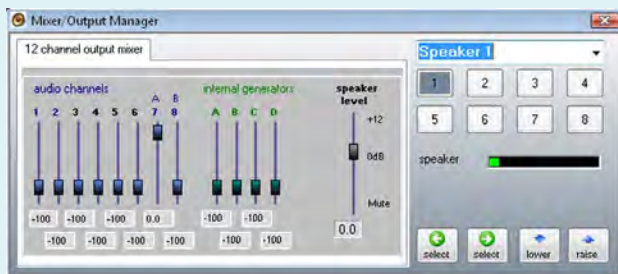 Mixer/Output Manager
12 channel output mixer
Speaker 1
audio channels
internal generators
speaker level
A B
1 2 3 4 5 6 7 8
A B C D
+12
0dB
Mute
-100 -100 -100 0.0 -100 -100 0.0
-100 -100 -100 -100 -100 -100
1 2 3 4
5 6 7 8
speaker
select select lower raise